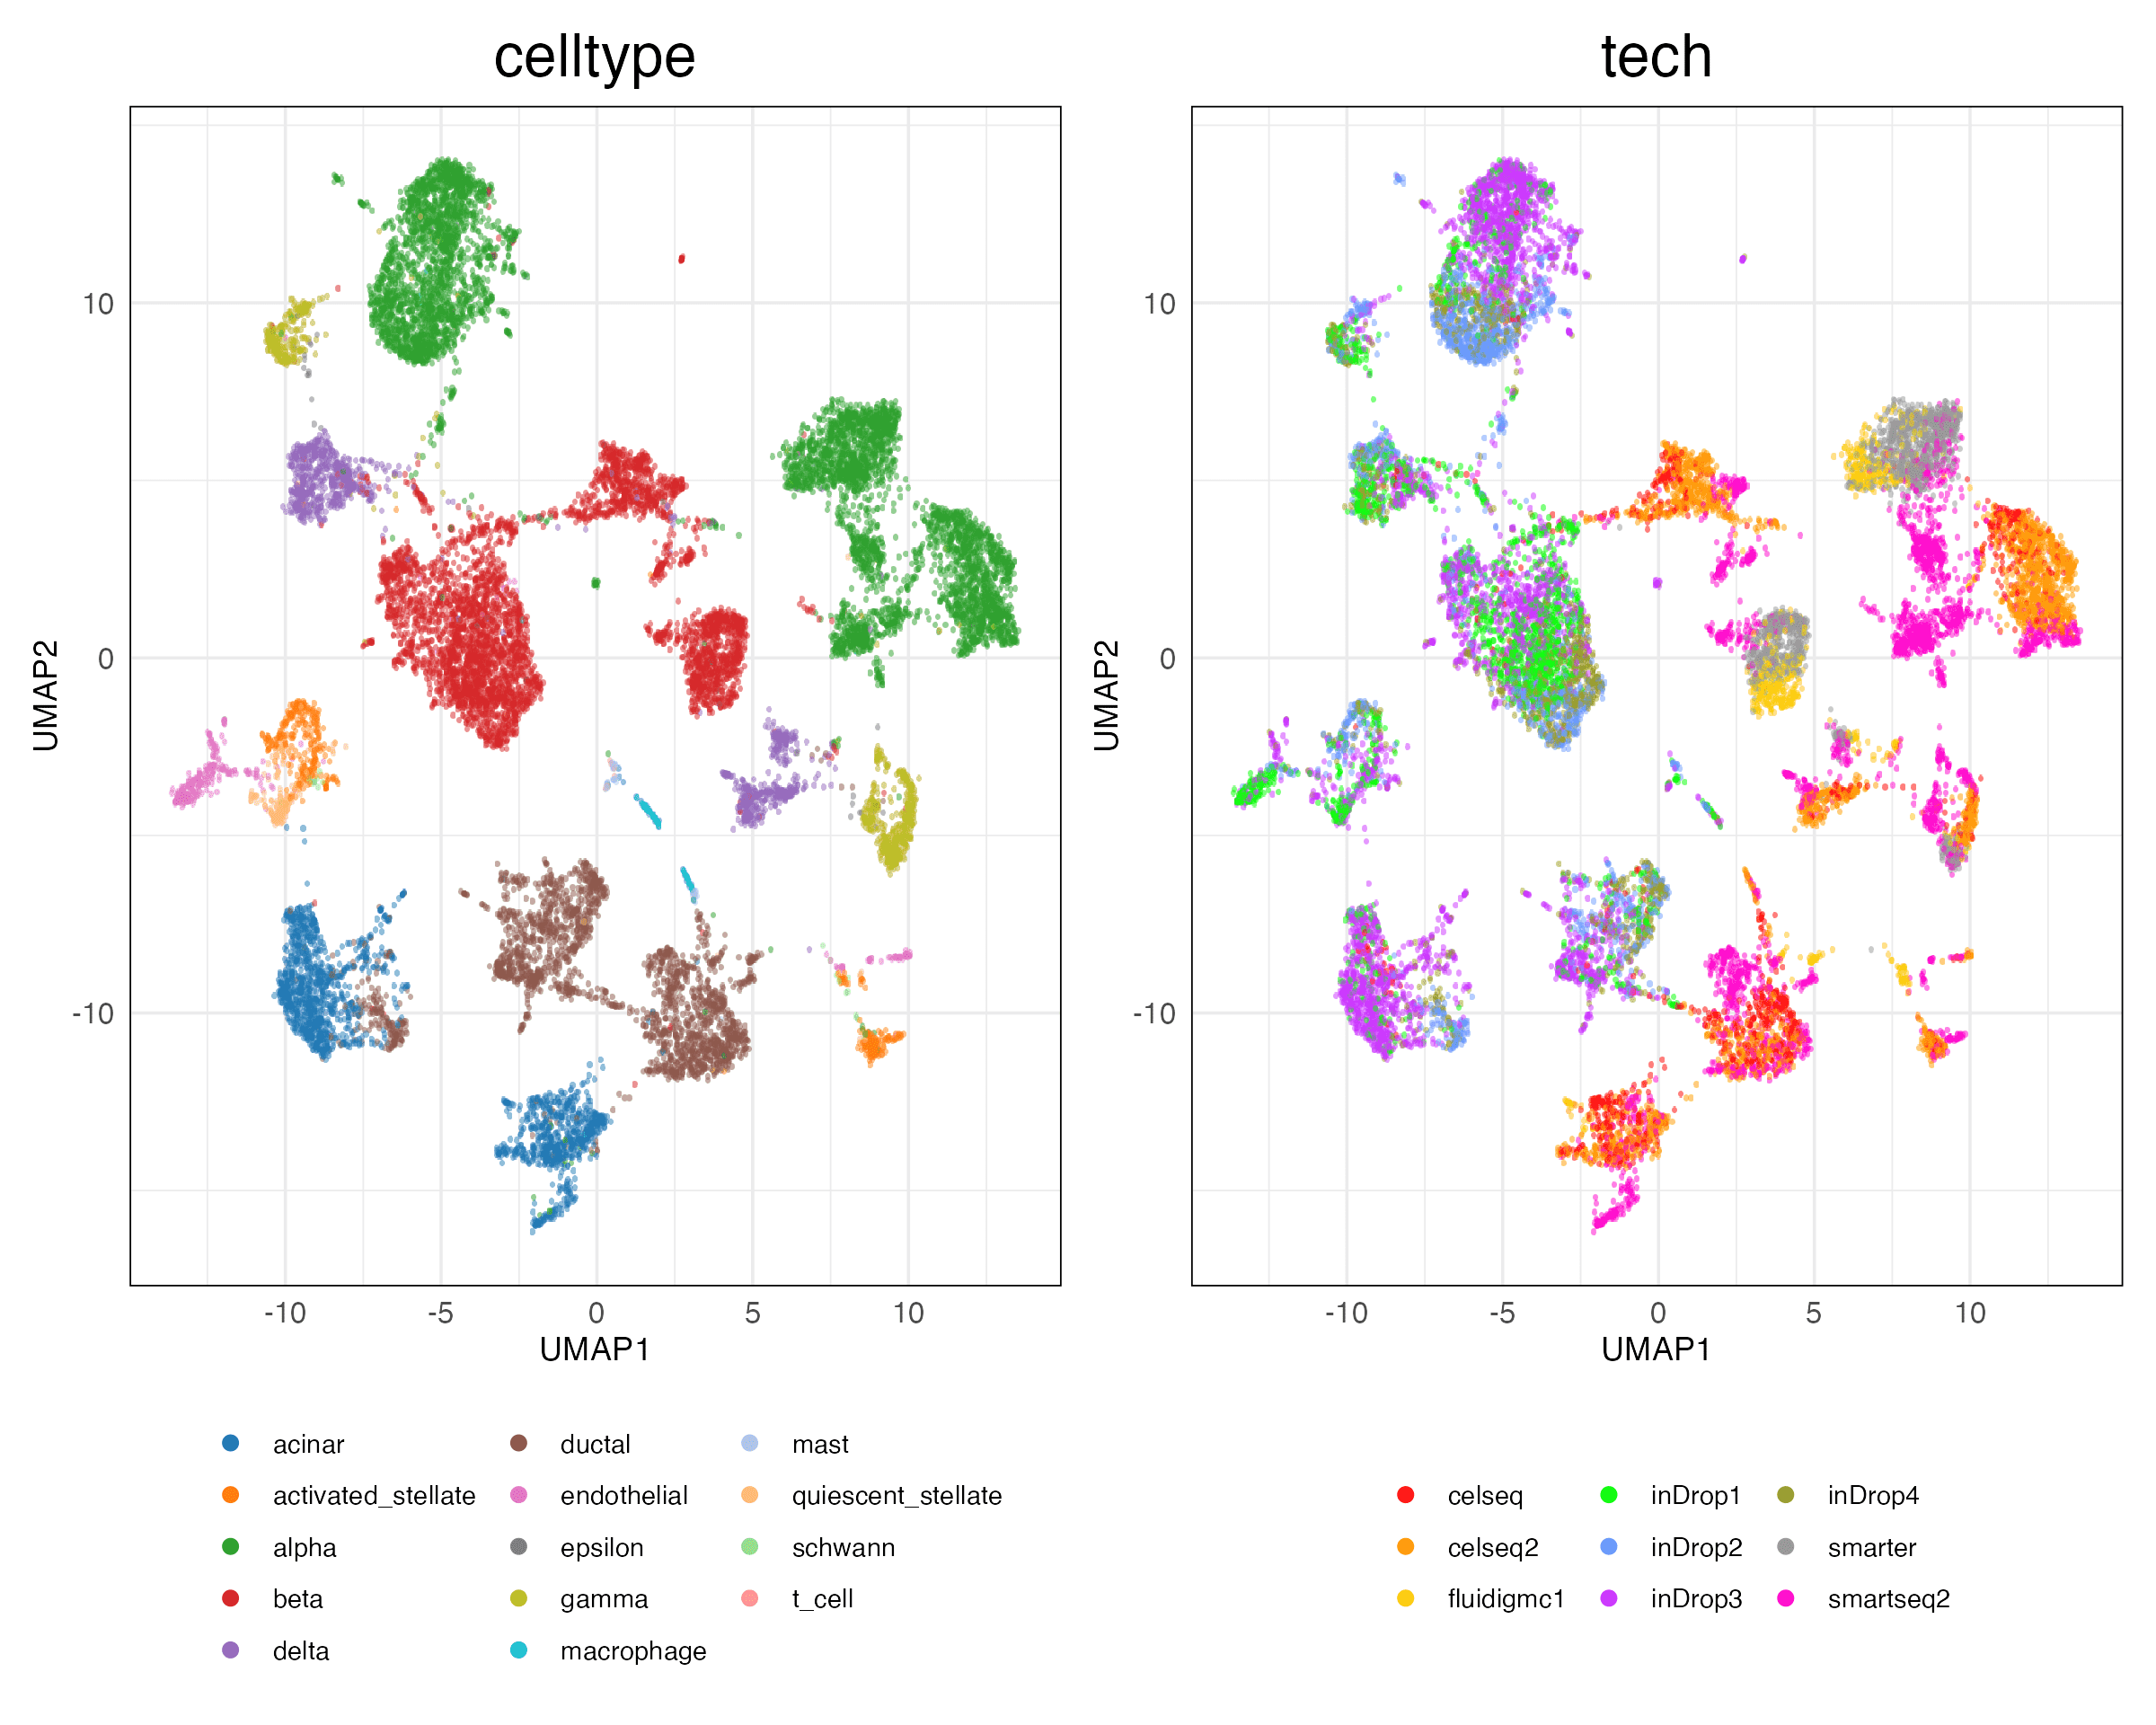 celltype
tech
10
0
-10
UMAP2
-10
-5
0
5
10
UMAP1
10
0
-10
UMAP2
-10
-5
0
5
10
UMAP1
acinar
activated_stellate
alpha
beta
delta
ductal
endothelial
epsilon
gamma
macrophage
mast
quiescent_stellate
schwann
t_cell
celseq
celseq2
fluidigmc1
inDrop1
inDrop2
inDrop3
inDrop4
smarter
smartseq2